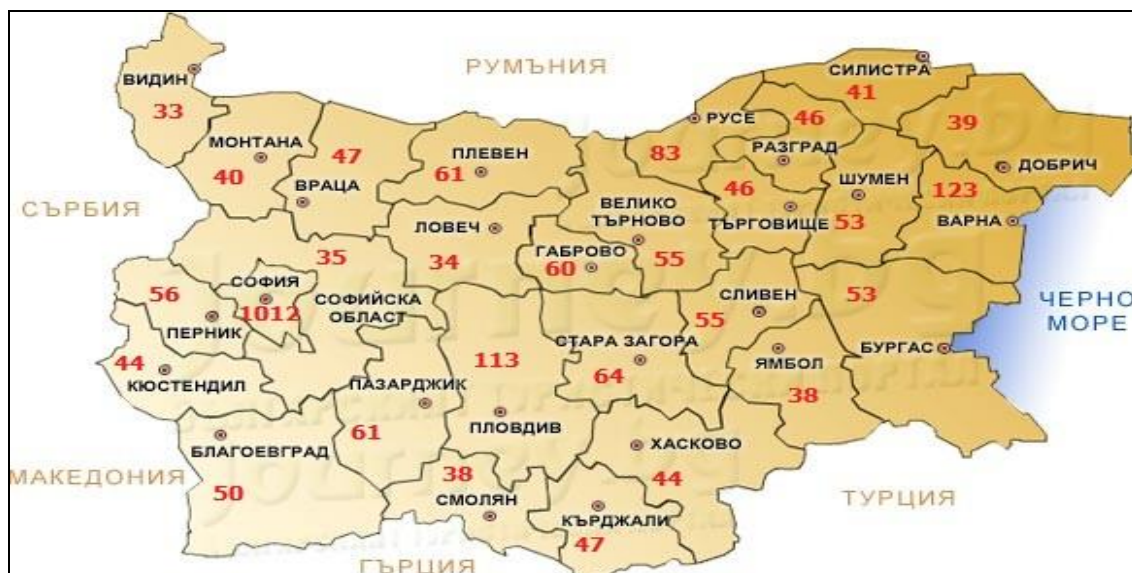 РУМЪНИЯ
ВИДИН
33
СИЛИСТРА
41
МОНТАНА
40
47
ВРАЦА
ПЛЕВЕН
61
РУСЕ
83
46
РАЗГРАД
39
ДОБРИЧ
СЪРБИЯ
ЛОВЕЧ
34
ВЕЛИКО
ТЪРНОВО
55
ГАБРОВО
60
46
ТЪРГОВИЩЕ
ШУМЕН
53
123
ВАРНА
35
СОФИЯ
1012
СОФИЙСКА
ОБЛАСТ
56
ПЕРНИК
СЛИВЕН
55
53
БУРГАС
ЧЕРНО
МОРЕ
44
КЮСТЕНДИЛ
ПАЗАРДЖИК
61
113
ПЛОВДИВ
СТАРА ЗАГОРА
64
ЯМБОЛ
38
МАКЕДОНИЯ
БЛАГОЕВГРАД
50
38
СМОЛЯН
ХАСКОВО
44
КЪРДЖАЛИ
47
ТУРЦИЯ
ГЪРЦИЯ